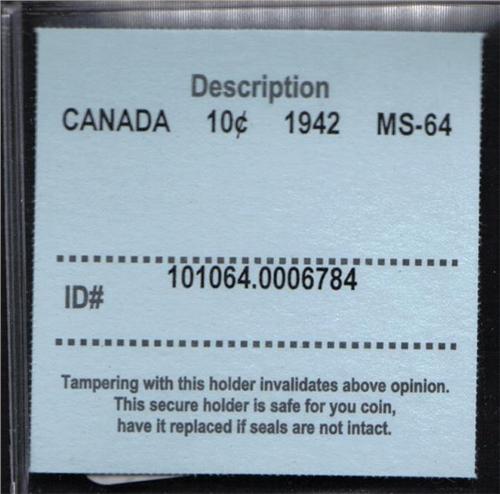 Description
CANADA 10¢ 1942 MS-64
101064.0006784
ID#
Tampering with this holder invalidates above opinion.
This secure holder is safe for you coin,
have it replaced if seals are not intact.